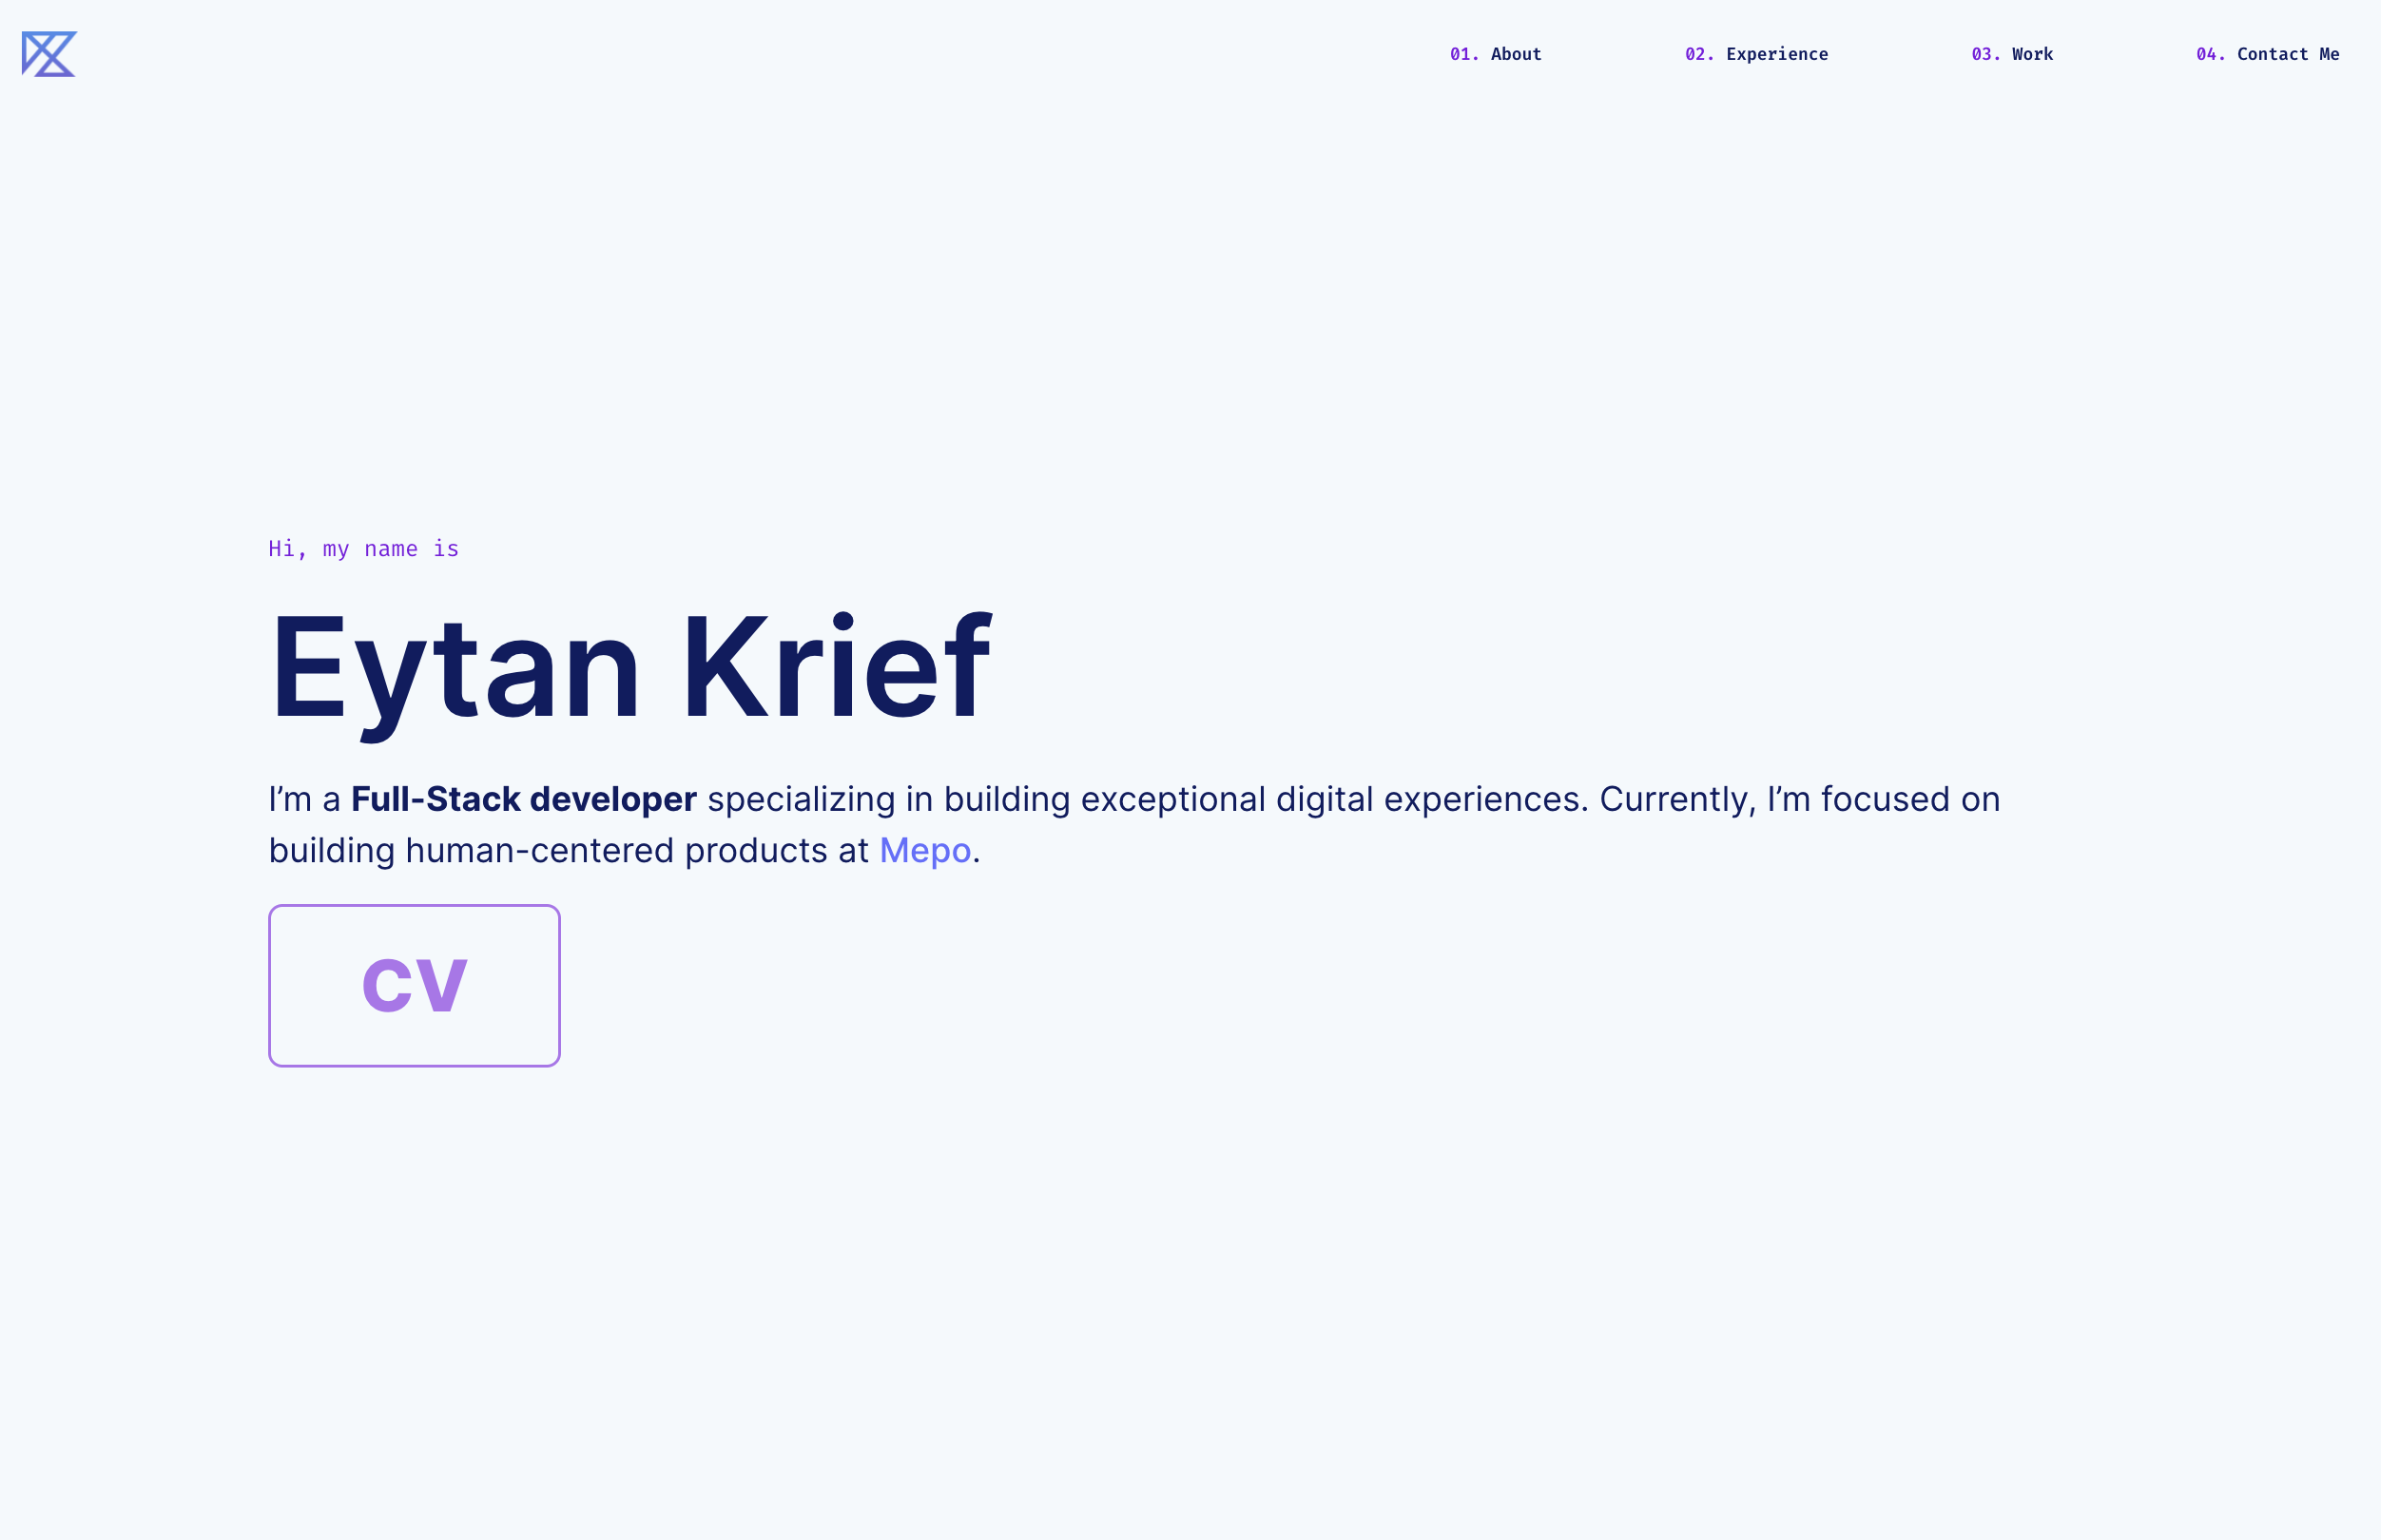 01. About
02. Experience
03. Work
04. Contact Me
Hi, my name is
Eytan Krief
I’m a Full-Stack developer specializing in building exceptional digital experiences. Currently, I’m focused on
building human-centered products at Mepo.
CV